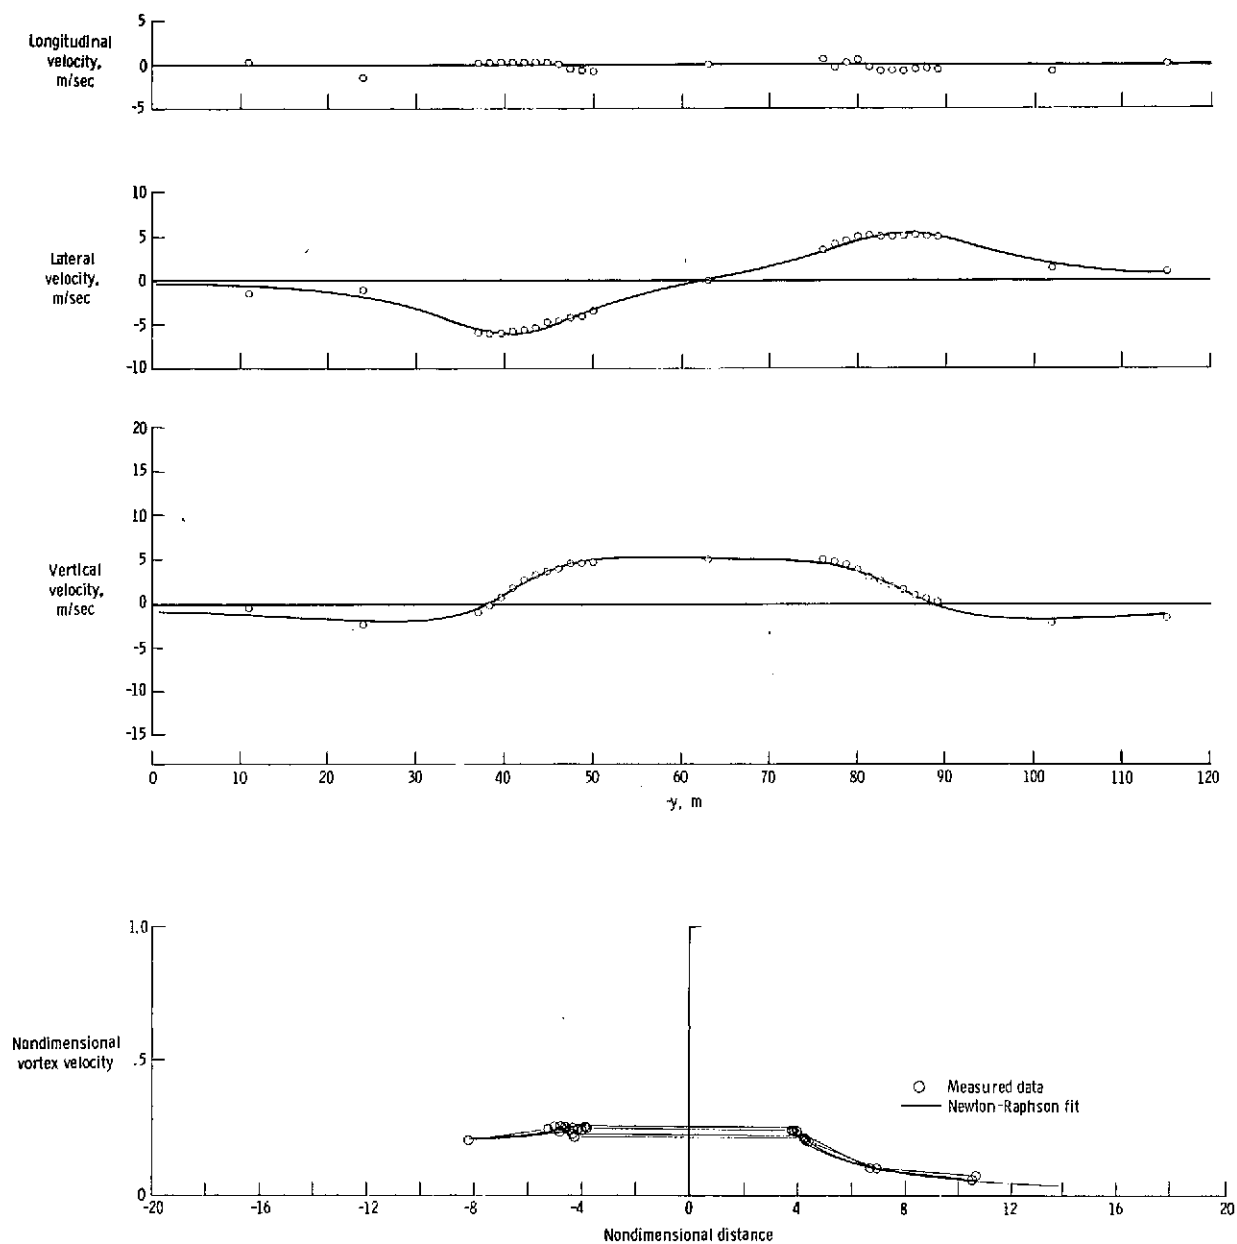 5
Longitudinal
velocity,
m/sec
0
-5
10
5
Lateral
velocity,
m/sec
0
-5
-10
20
15
10
5
Vertical
velocity,
m/sec
0
-5
-10
-15
0 10 20 30 40 50 60 70 80 90 100 110 120
-y, m
1.0
Nondimensional
vortex velocity
.5
Measured data
Newton-Raphson fit
0
-20 -16 -12 -8 -4 0 4 8 12 16 20
Nondimensional distance